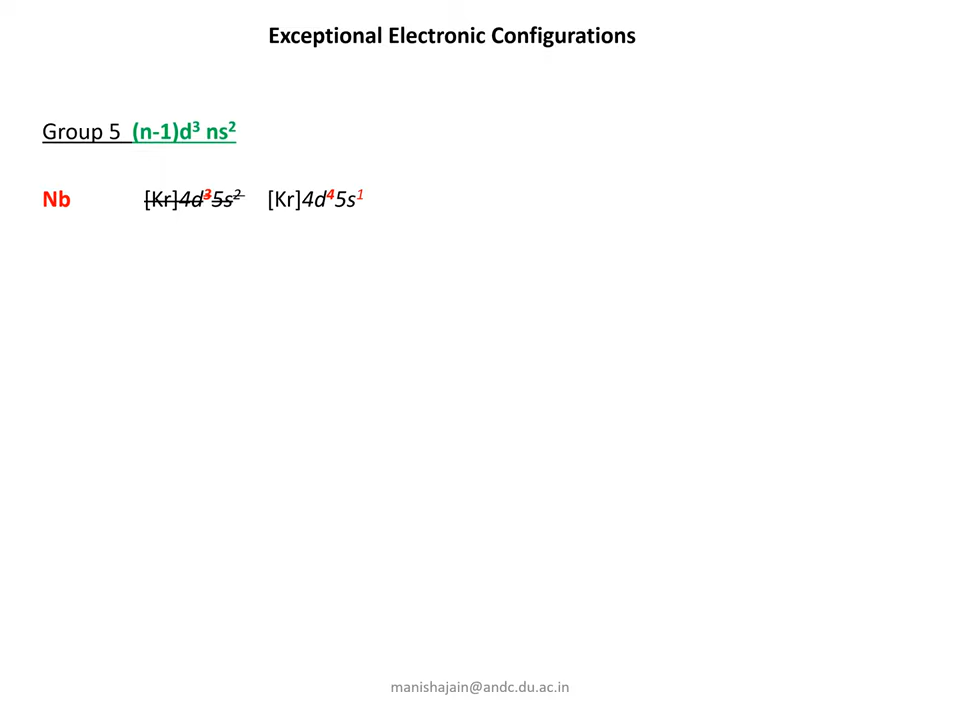 Exceptional Electronic Configurations
Group 5 (n-1)d³ ns²
Nb [Kr]4d³5s² [Kr]4d⁴5s¹
manishajain@andc.du.ac.in